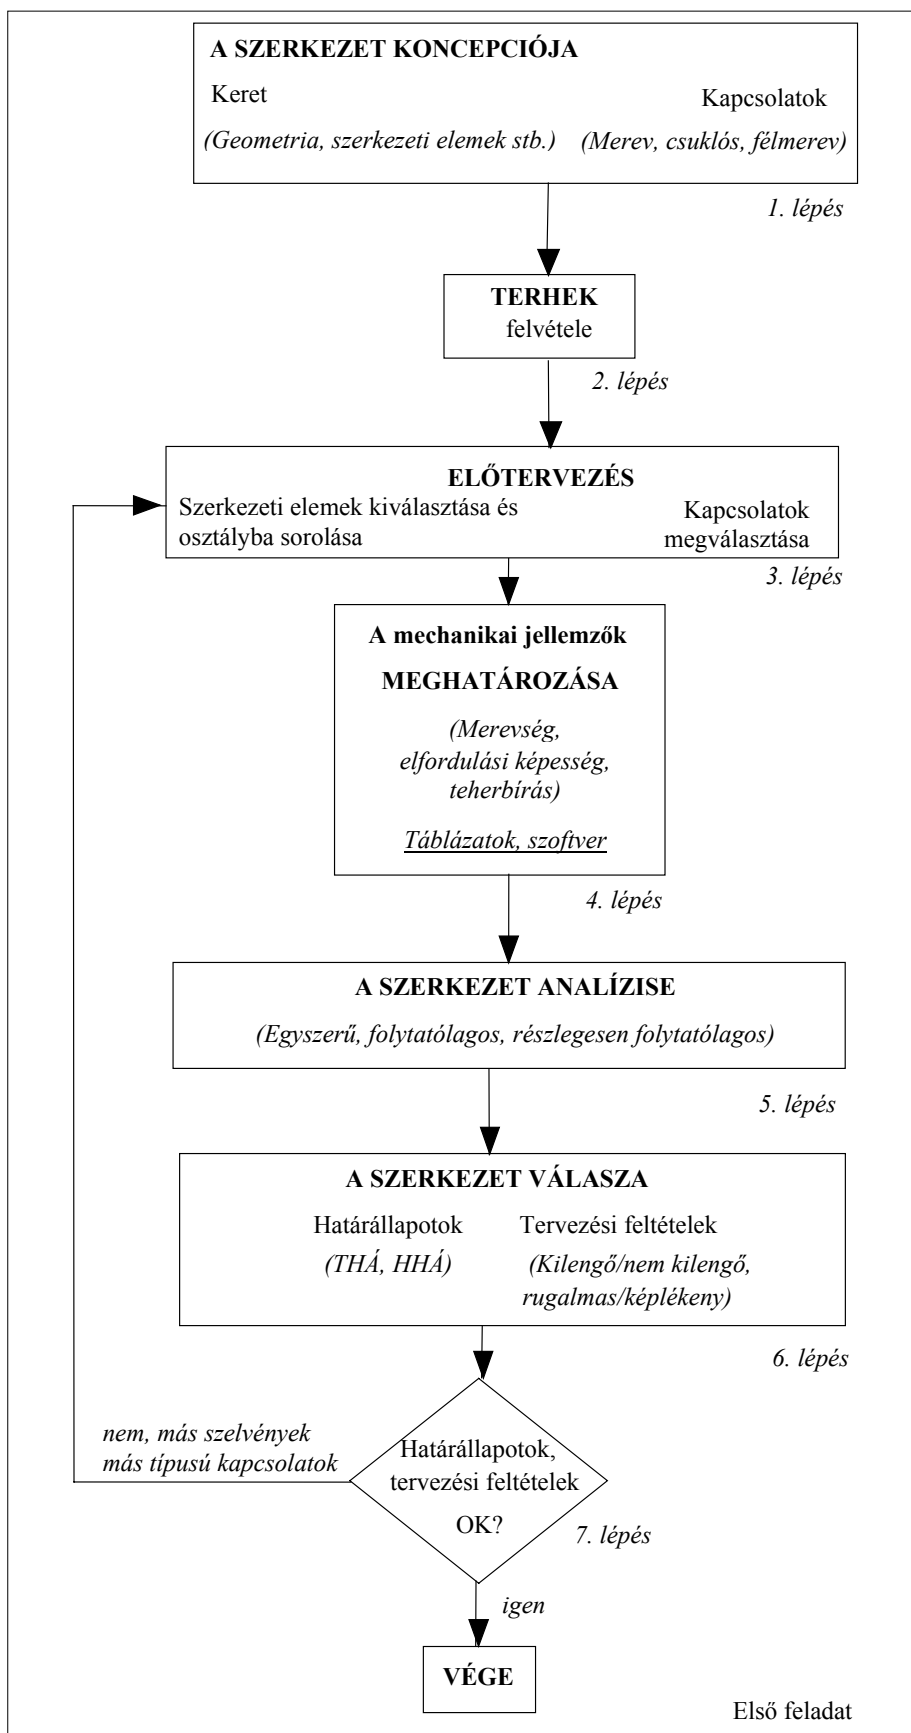 A SZERKEZET KONCEPCIÓJA
Keret
Kapcsolatok
(Geometria, szerkezeti elemek stb.)
(Merev, csuklós, félmerev)
1. lépés
TERHEK
felvétele
2. lépés
ELŐTERVEZÉS
Szerkezeti elemek kiválasztása és
osztályba sorolása
Kapcsolatok
megválasztása
3. lépés
A mechanikai jellemzők
MEGHATÁROZÁSA
(Merevség,
elfordulási képesség,
teherbírás)
Táblázatok, szoftver
4. lépés
A SZERKEZET ANALÍZISE
(Egyszerű, folytatólagos, részlegesen folytatólagos)
5. lépés
A SZERKEZET VÁLASZA
Határállapotok
(THÁ, HHÁ)
Tervezési feltételek
(Kilengő/nem kilengő,
rugalmas/képlékeny)
6. lépés
nem, más szelvények
más típusú kapcsolatok
Határállapotok,
tervezési feltételek
OK?
7. lépés
igen
VÉGE
Első feladat